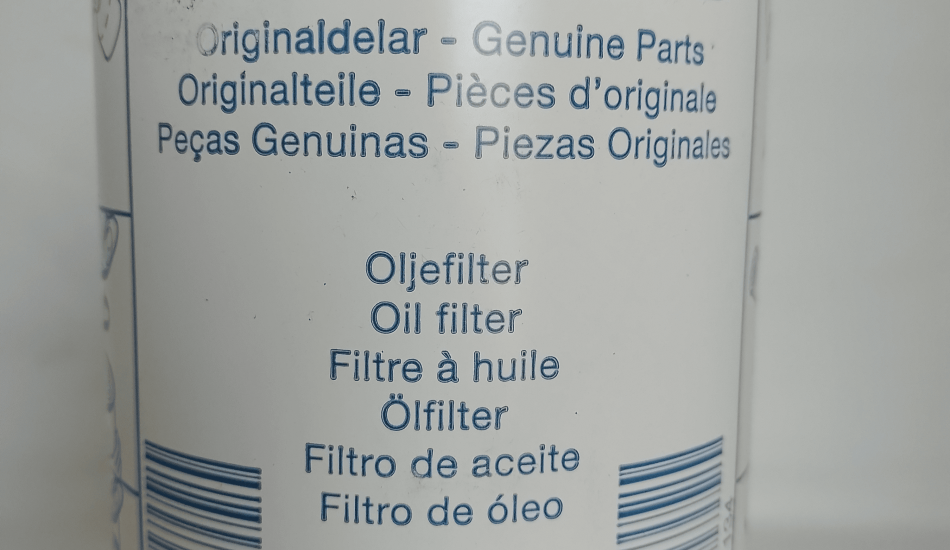 Originaldelar - Genuine Parts
Originalteile - Pièces d'originale
Peças Genuinas - Piezas Originales
Oljefilter
Oil filter
Filtre à huile
Ölfilter
Filtro de aceite
Filtro de óleo